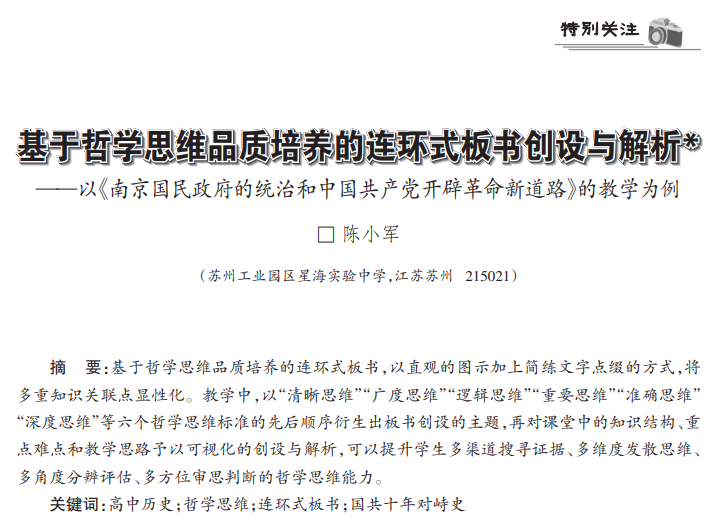 特别关注
基于哲学思维品质培养的连环式板书创设与解析*
——以《南京国民政府的统治和中国共产党开辟革命新道路》的教学为例
□ 陈小军
（苏州工业园区星海实验中学,江苏苏州 215021）
摘 要:基于哲学思维品质培养的连环式板书,以直观的图示加上简练文字点缀的方式,将
多重知识关联点显性化。教学中,以“清晰思维”“广度思维”“逻辑思维”“重要思维”“准确思维”
“深度思维”等六个哲学思维标准的先后顺序衍生出板书创设的主题,再对课堂中的知识结构、重
点难点和教学思路予以可视化的创设与解析,可以提升学生多渠道搜寻证据、多维度发散思维、
多角度分辨评估、多方位审思判断的哲学思维能力。
关键词:高中历史;哲学思维;连环式板书;国共十年对峙史